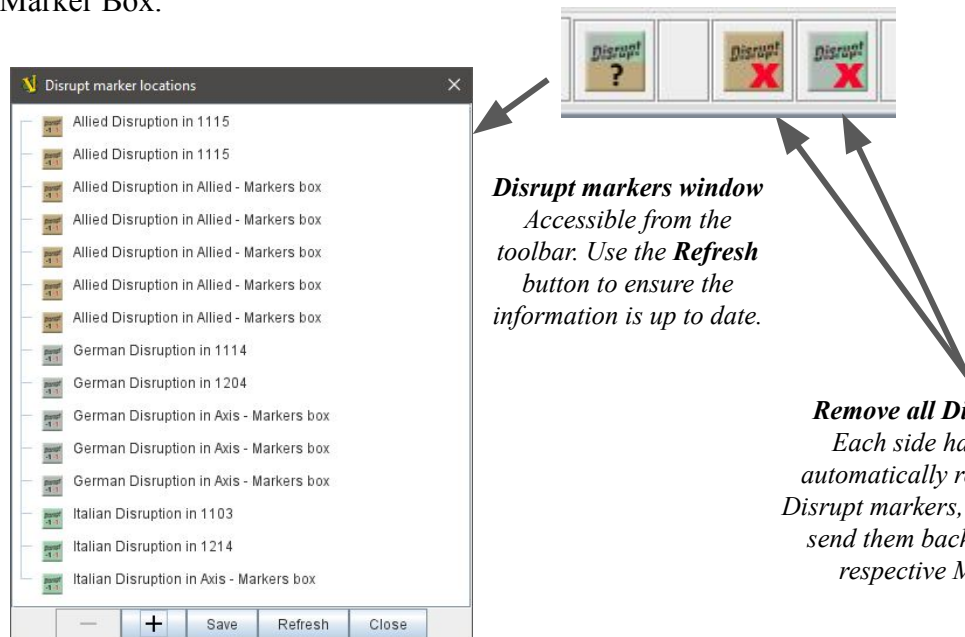 Marker Box.
Disrupt
?
Disrupt
X
Disrupt
X
Disrupt marker locations
Allied Disruption in 1115
Allied Disruption in 1115
Allied Disruption in Allied - Markers box
Allied Disruption in Allied - Markers box
Allied Disruption in Allied - Markers box
Allied Disruption in Allied - Markers box
Allied Disruption in Allied - Markers box
German Disruption in 1114
German Disruption in 1204
German Disruption in Axis - Markers box
German Disruption in Axis - Markers box
German Disruption in Axis - Markers box
Italian Disruption in 1103
Italian Disruption in 1214
Italian Disruption in Axis - Markers box
Save Refresh Close
Disrupt markers window
Accessible from the
toolbar. Use the Refresh
button to ensure the
information is up to date.
Remove all Di
Each side ha
automatically r
Disrupt markers,
send them back
respective M